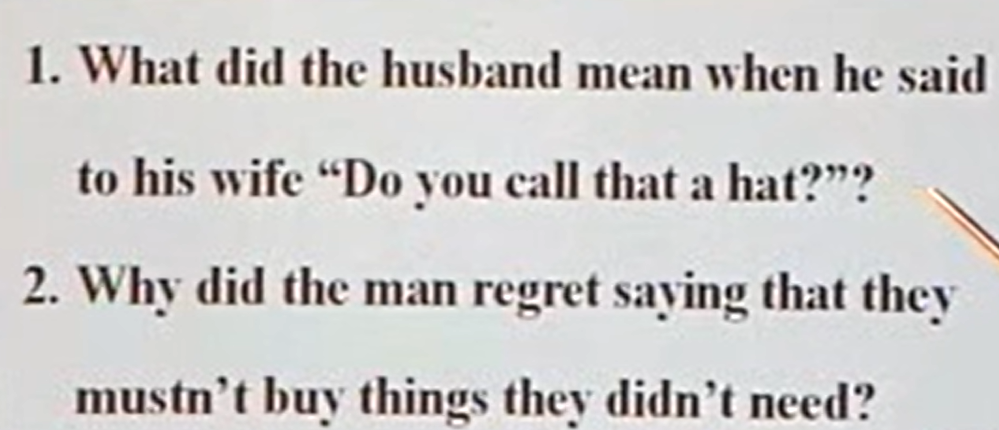 1. What did the husband mean when he said
to his wife “Do you call that a hat?”?
2. Why did the man regret saying that they
mustn’t buy things they didn’t need?